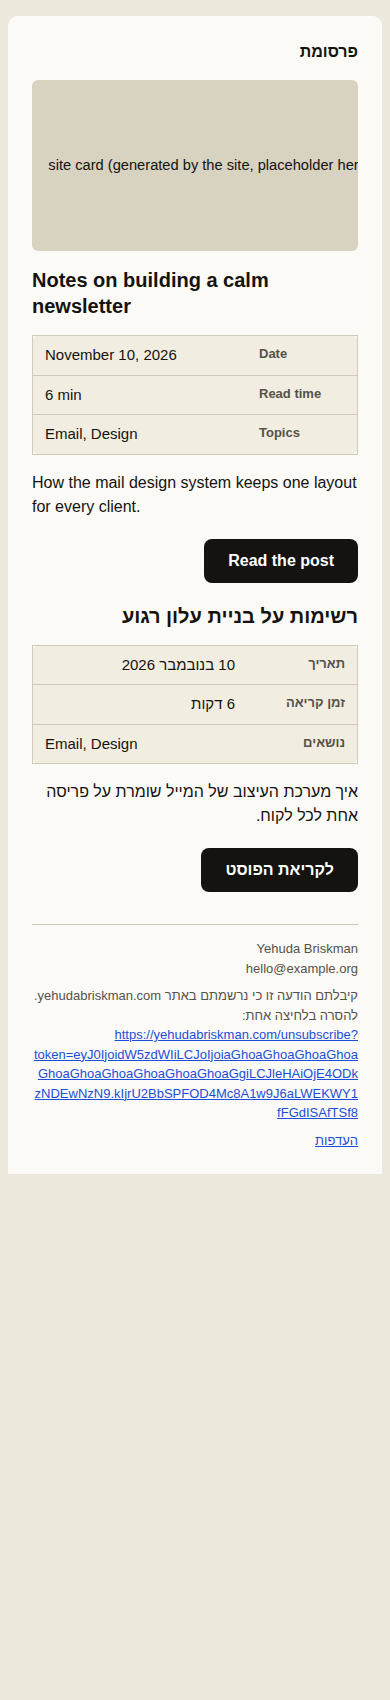 פרסומת
site card (generated by the site, placeholder her
Notes on building a calm
newsletter
November 10, 2026 Date
6 min Read time
Email, Design Topics
How the mail design system keeps one layout
for every client.
Read the post
רשימות על בניית עלון רגוע
תאריך 10 בנובמבר 2026
זמן קריאה 6 דקות
נושאים Email, Design
איך מערכת העיצוב של המייל שומרת על פריסה
אחת לכל לקוח.
לקריאת הפוסט
Yehuda Briskman
hello@example.org
קיבלתם הודעה זו כי נרשמתם באתר yehudabriskman.com.
להסרה בלחיצה אחת:
https://yehudabriskman.com/unsubscribe?
token=eyJ0IjoidW5zdWIiLCJoIjoiaGhoaGhoaGhoaGhoa
GhoaGhoaGhoaGhoaGhoaGhoaGgiLCJleHAiOjE4ODk
zNDEwNzN9.kIjrU2BbSPFOD4Mc8A1w9J6aLWEKWY1
fFGdISAfTSf8
העדפות